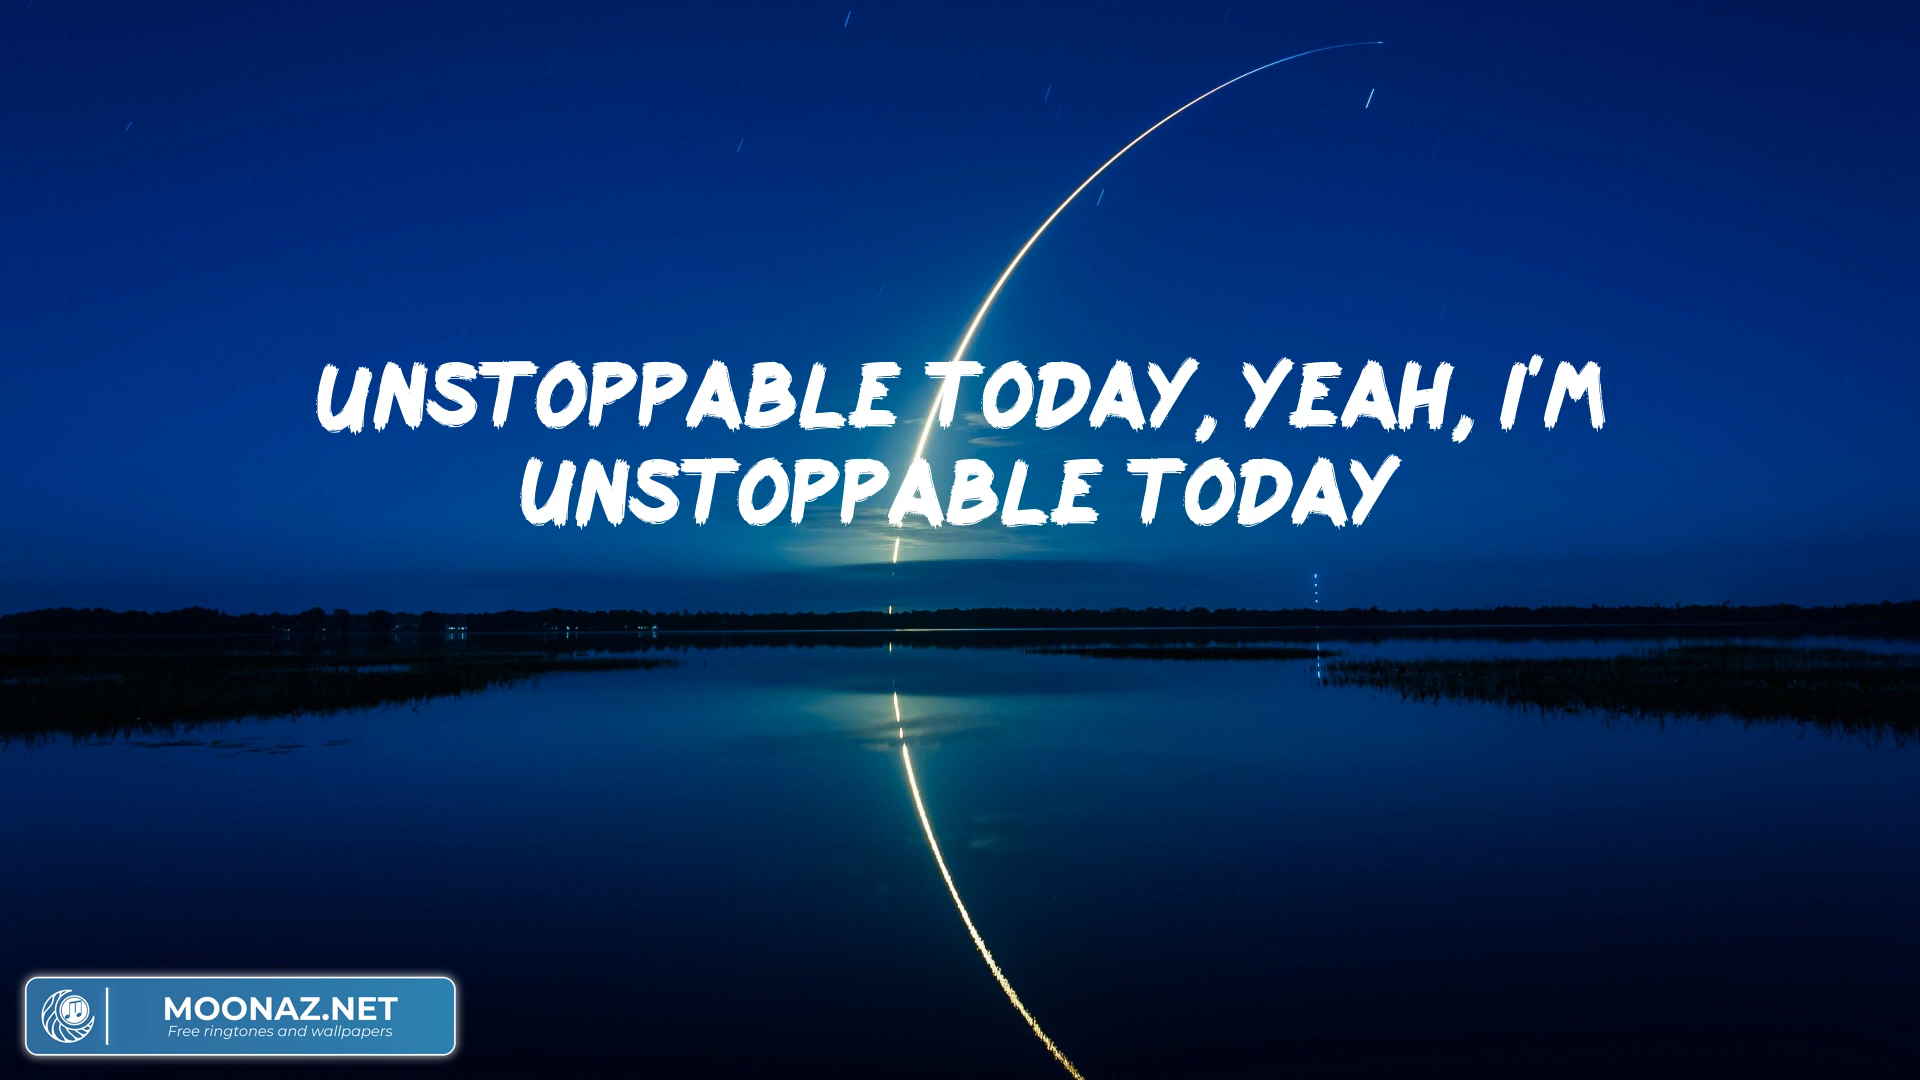 UNSTOPPABLE TODAY, YEAH, I'M
UNSTOPPABLE TODAY
MOONAZ.NET
Free ringtones and wallpapers